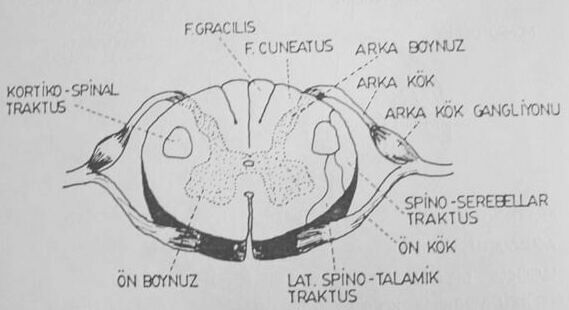 F.GRACILIS
F. CUNEATUS
ARKA BOYNUZ
KORTİKO-SPİNAL
TRAKTUS
ARKA KÖK
ARKA KÖK GANGLİYONU
SPİNO-SEREBELLAR
TRAKTUS
ÖN KÖK
ÖN BOYNUZ
LAT. SPİNO-TALAMİK
TRAKTUS